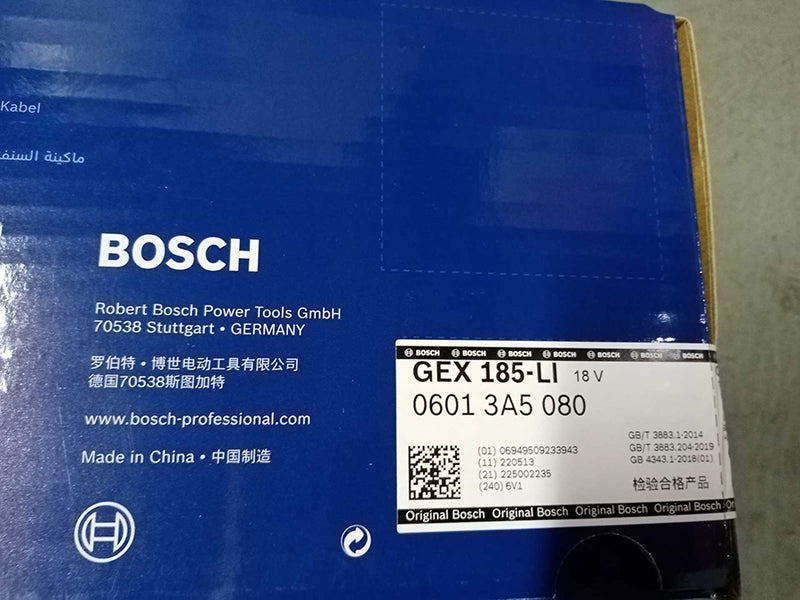 Kabel
ماكينة السنف
BOSCH
Robert Bosch Power Tools GmbH
70538 Stuttgart • GERMANY
罗伯特・博世电动工具有限公司
德国70538斯图加特
www.bosch-professional.com
Made in China • 中国制造
BOSCH BOSCH BOSCH BOSCH BOSCH BOSCH BOSCH
GEX 185-LI 18 V
0601 3A5 080
(01) 06949509233943
(11) 220513
(21) 225002235
(240) 6V1
GB/T 3883.1-2014
GB/T 3883.204-2019
GB 4343.1-2018(01)
检验合格产品
Original Bosch Original Bosch Original Bosch Original Bosch Or